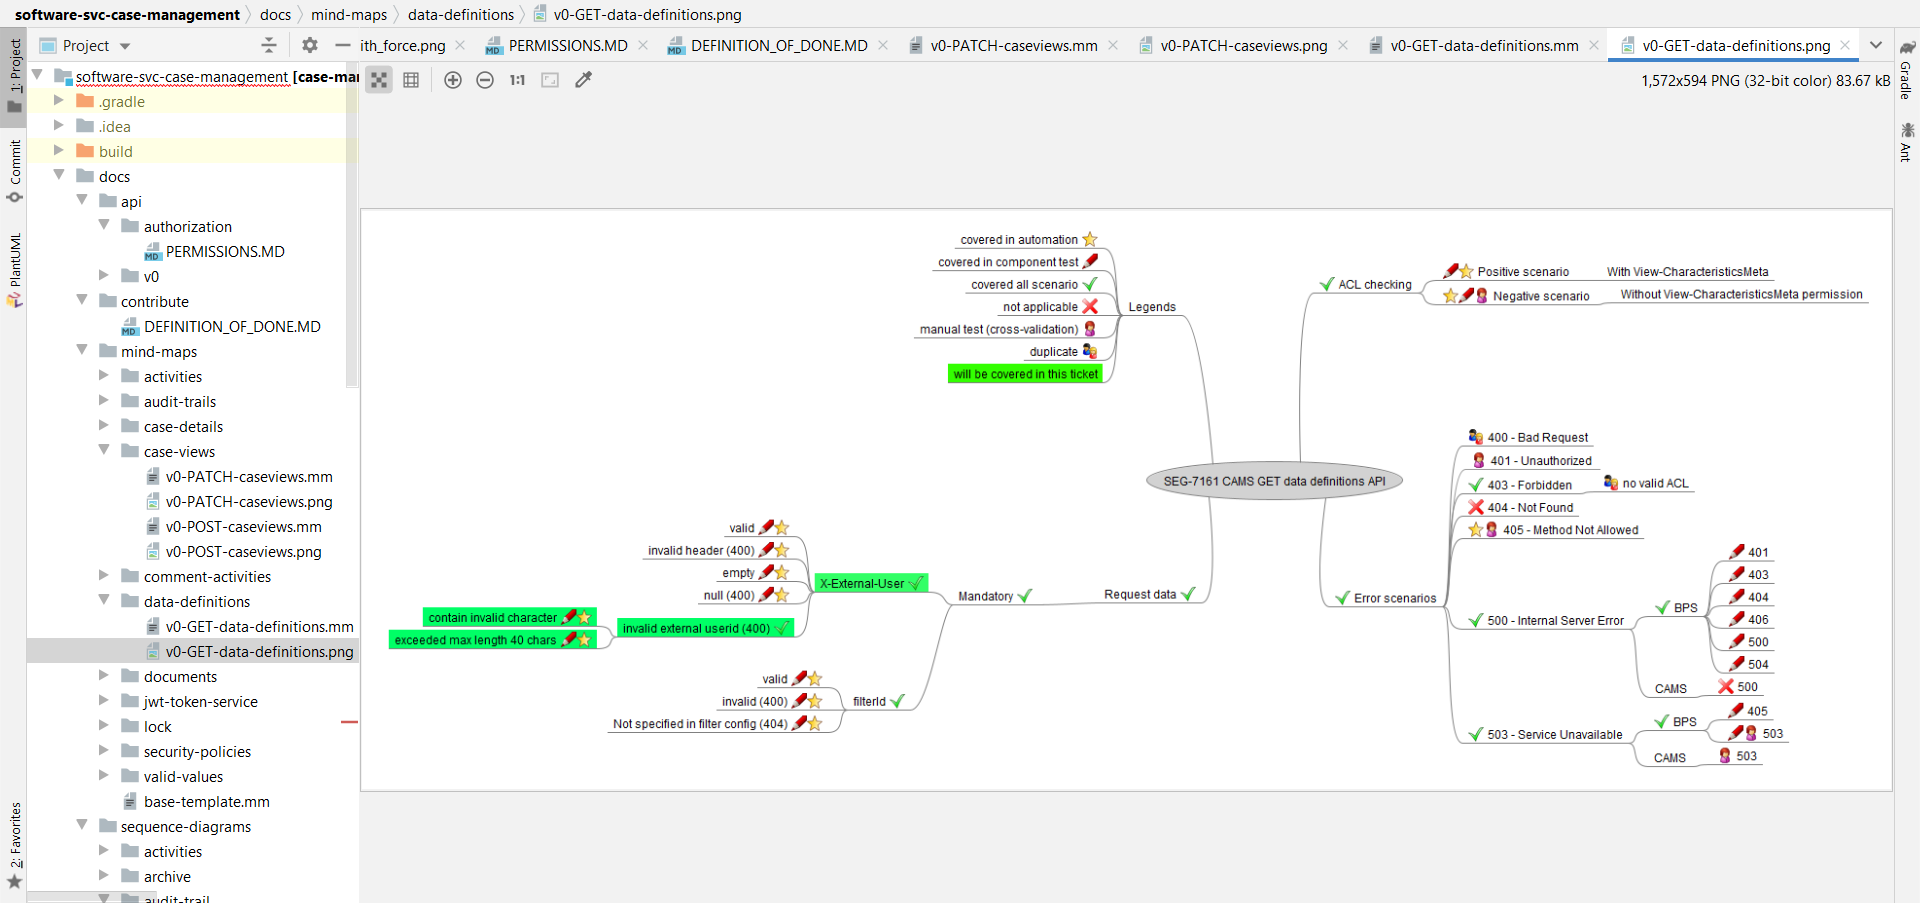 software-svc-case-management docs mind-maps data-definitions v0-GET-data-definitions.png
Project
ith_force.png
PERMISSIONS.MD
DEFINITION_OF_DONE.MD
v0-PATCH-caseviews.mm
v0-PATCH-caseviews.png
v0-GET-data-definitions.mm
v0-GET-data-definitions.png
1:1
1,572x594 PNG (32-bit color) 83.67 kB
1: Project
Commit
PlantUML
2: Favorites
Gradle
Ant
software-svc-case-management [case-mar
.gradle
.idea
build
docs
api
authorization
PERMISSIONS.MD
v0
contribute
DEFINITION_OF_DONE.MD
mind-maps
activities
audit-trails
case-details
case-views
v0-PATCH-caseviews.mm
v0-PATCH-caseviews.png
v0-POST-caseviews.mm
v0-POST-caseviews.png
comment-activities
data-definitions
v0-GET-data-definitions.mm
v0-GET-data-definitions.png
documents
jwt-token-service
lock
security-policies
valid-values
base-template.mm
sequence-diagrams
activities
archive
audit-trail
covered in automation
covered in component test
covered all scenario
not applicable
manual test (cross-validation)
duplicate
will be covered in this ticket
Legends
ACL checking
Positive scenario
With View-CharacteristicsMeta
Negative scenario
Without View-CharacteristicsMeta permission
SEG-7161 CAMS GET data definitions API
valid
invalid header (400)
empty
null (400)
X-External-User
contain invalid character
exceeded max length 40 chars
invalid external userid (400)
Mandatory
Request data
valid
invalid (400)
Not specified in filter config (404)
filterId
Error scenarios
400 - Bad Request
401 - Unauthorized
403 - Forbidden
no valid ACL
404 - Not Found
405 - Method Not Allowed
500 - Internal Server Error
BPS
401
403
404
406
500
504
CAMS
500
503 - Service Unavailable
BPS
405
503
CAMS
503